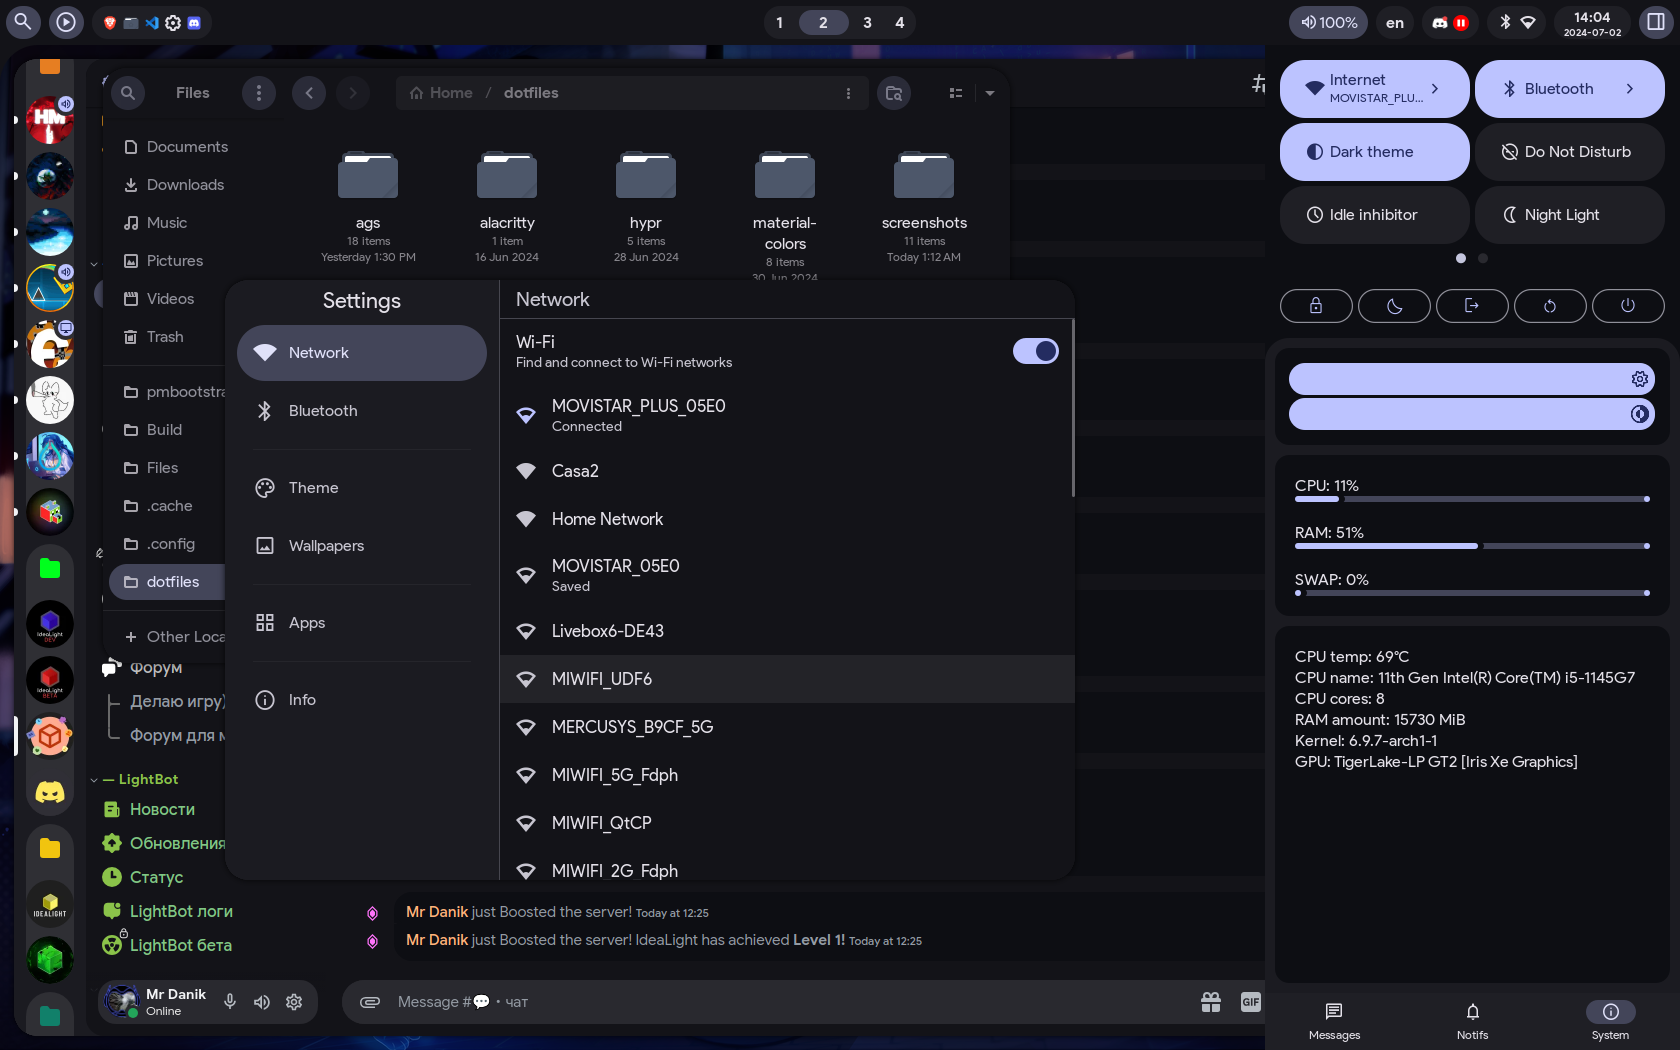 1 2 3 4
100%
en
14:04
2024-07-02
Files
Home / dotfiles
Documents
Downloads
Music
Pictures
Videos
Trash
pmbootstra
Build
Files
.cache
.config
dotfiles
+ Other Loca
ags
18 items
Yesterday 1:30 PM
alacritty
1 item
16 Jun 2024
hypr
5 items
28 Jun 2024
material-
colors
8 items
30 Jun 2024
screenshots
11 items
Today 1:12 AM
Settings
Network
Bluetooth
Theme
Wallpapers
Apps
Info
Network
Wi-Fi
Find and connect to Wi-Fi networks
MOVISTAR_PLUS_05E0
Connected
Casa2
Home Network
MOVISTAR_05E0
Saved
Livebox6-DE43
MIWIFI_UDF6
MERCUSYS_B9CF_5G
MIWIFI_5G_Fdph
MIWIFI_QtCP
MIWIFI_2G_Fdph
HM
IdeaLight
DEV
IdeaLight
BETA
IDEALIGHT
Форум
Делаю игру)
Форум для м
— LightBot
Новости
Обновления
Статус
LightBot логи
LightBot бета
Mr Danik
Online
Mr Danik just Boosted the server! Today at 12:25
Mr Danik just Boosted the server! IdeaLight has achieved Level 1! Today at 12:25
Message #💬・чат
GIF
Internet
MOVISTAR_PLU...
Bluetooth
Dark theme
Do Not Disturb
Idle inhibitor
Night Light
CPU: 11%
RAM: 51%
SWAP: 0%
CPU temp: 69°C
CPU name: 11th Gen Intel(R) Core(TM) i5-1145G7
CPU cores: 8
RAM amount: 15730 MiB
Kernel: 6.9.7-arch1-1
GPU: TigerLake-LP GT2 [Iris Xe Graphics]
Messages
Notifs
System